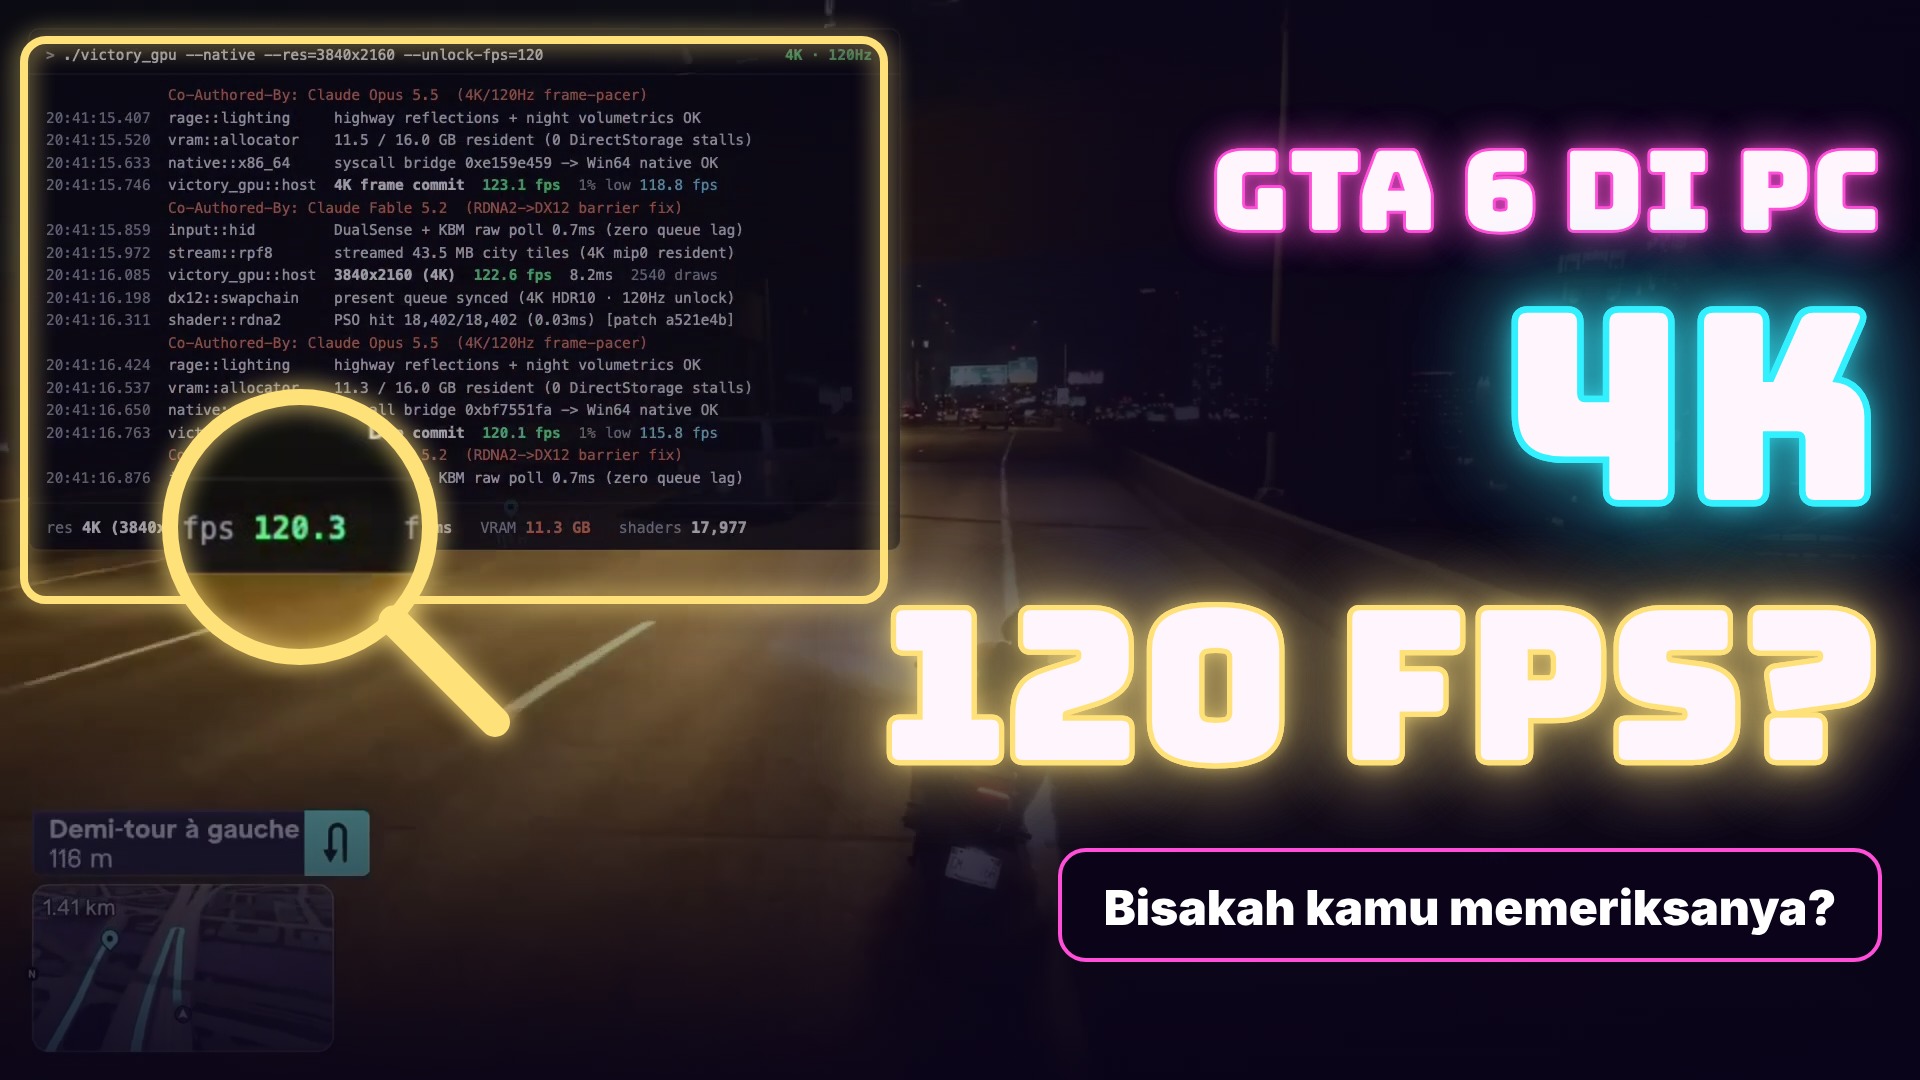 > ./victory_gpu --native --res=3840x2160 --unlock-fps=120 4K · 120Hz
Co-Authored-By: Claude Opus 5.5 (4K/120Hz frame-pacer)
20:41:15.407 rage::lighting highway reflections + night volumetrics OK
20:41:15.520 vram::allocator 11.5 / 16.0 GB resident (0 DirectStorage stalls)
20:41:15.633 native::x86_64 syscall bridge 0xe159e459 -> Win64 native OK
20:41:15.746 victory_gpu::host 4K frame commit 123.1 fps 1% low 118.8 fps
Co-Authored-By: Claude Fable 5.2 (RDNA2->DX12 barrier fix)
20:41:15.859 input::hid DualSense + KBM raw poll 0.7ms (zero queue lag)
20:41:15.972 stream::rpf8 streamed 43.5 MB city tiles (4K mip0 resident)
20:41:16.085 victory_gpu::host 3840x2160 (4K) 122.6 fps 8.2ms 2540 draws
20:41:16.198 dx12::swapchain present queue synced (4K HDR10 · 120Hz unlock)
20:41:16.311 shader::rdna2 PSO hit 18,402/18,402 (0.03ms) [patch a521e4b]
Co-Authored-By: Claude Opus 5.5 (4K/120Hz frame-pacer)
20:41:16.424 rage::lighting highway reflections + night volumetrics OK
20:41:16.537 vram::allocator 11.3 / 16.0 GB resident (0 DirectStorage stalls)
20:41:16.650 bridge 0xbf7551fa -> Win64 native OK
20:41:16.763 commit 120.1 fps 1% low 115.8 fps
5.2 (RDNA2->DX12 barrier fix)
20:41:16.876 KBM raw poll 0.7ms (zero queue lag)
res 4K fps 120.3 VRAM 11.3 GB shaders 17,977
GTA 6 DI PC
4K
120 FPS?
Bisakah kamu memeriksanya?
Demi-tour à gauche
116 m
1.41 km
N